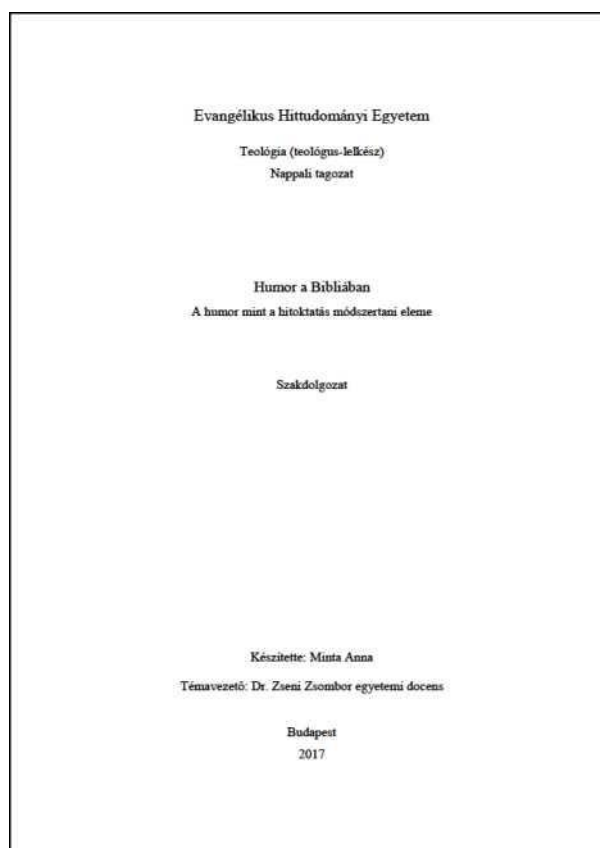 Evangélikus Hittudományi Egyetem
Teológia (teológus-lelkész)
Nappali tagozat
Humor a Bibliában
A humor mint a hitoktatás módszertani eleme
Szakdolgozat
Készítette: Minta Anna
Témavezető: Dr. Zseni Zsombor egyetemi docens
Budapest
2017